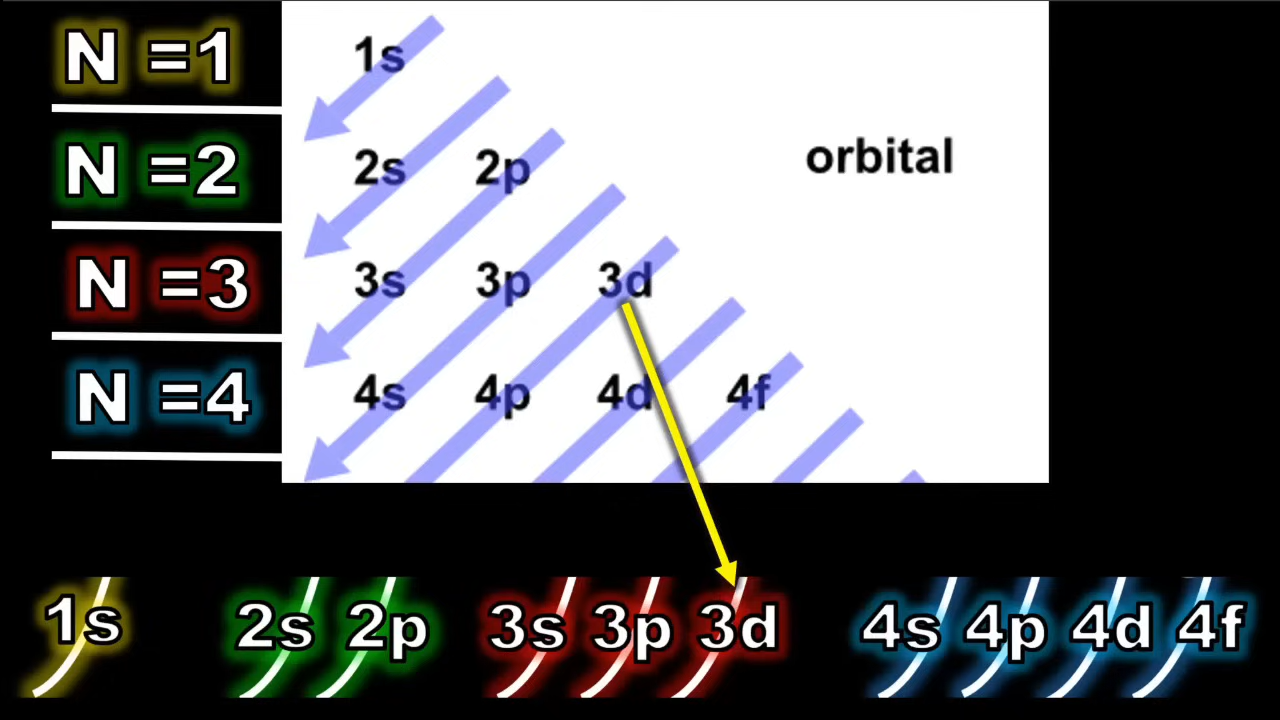 N =1
1s
N =2
2s 2p
orbital
N =3
3s 3p 3d
N =4
4s 4p 4d 4f
1s 2s 2p 3s 3p 3d 4s 4p 4d 4f